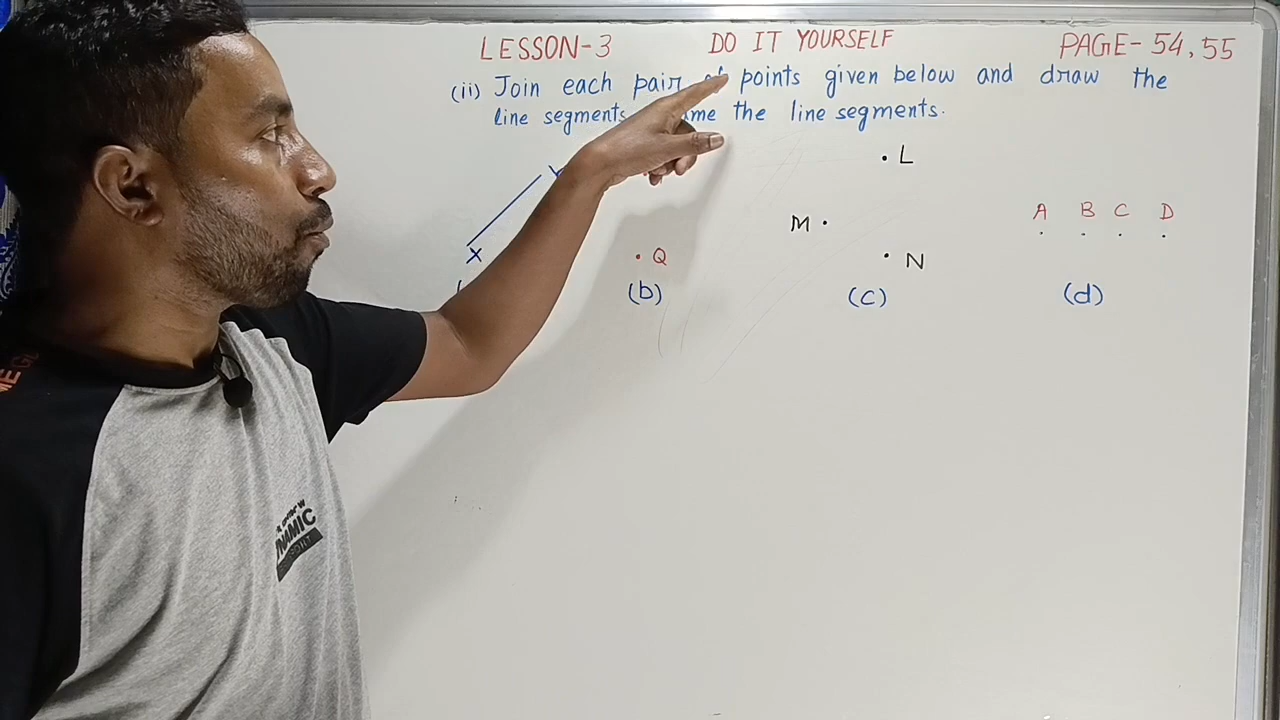 LESSON-3 DO IT YOURSELF PAGE-54,55
(ii) Join each pair of points given below and draw the
line segments. the line segments.
L
M
A B C D
X
Q
N
(b) (c) (d)